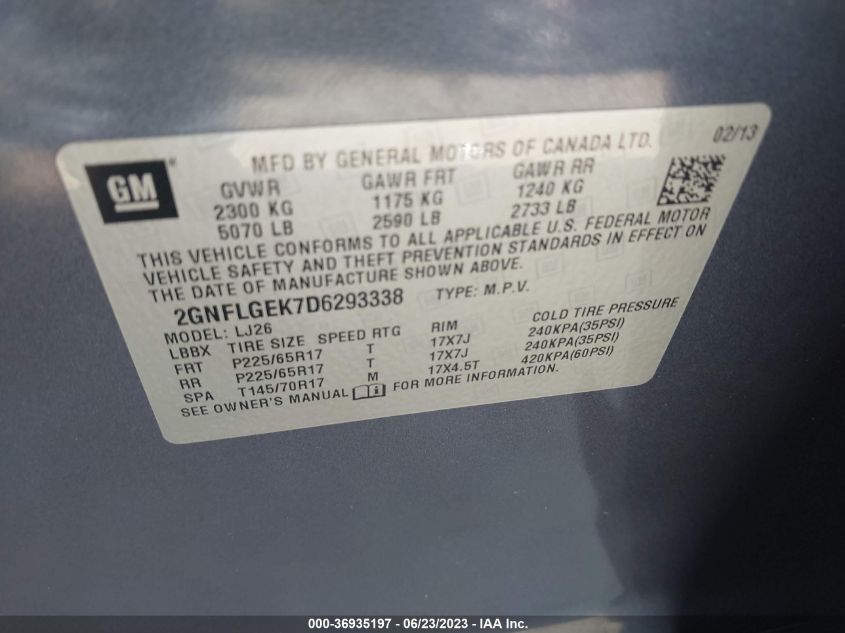 MFD BY GENERAL MOTORS OF CANADA LTD. 02/13
GM®
GVWR GAWR FRT GAWR RR
2300 KG 1175 KG 1240 KG
5070 LB 2590 LB 2733 LB
THIS VEHICLE CONFORMS TO ALL APPLICABLE U.S. FEDERAL MOTOR
VEHICLE SAFETY AND THEFT PREVENTION STANDARDS IN EFFECT ON
THE DATE OF MANUFACTURE SHOWN ABOVE.
2GNFLGEK7D6293338 TYPE: M.P.V.
MODEL: LJ26
LBBX TIRE SIZE SPEED RTG RIM COLD TIRE PRESSURE
FRT P225/65R17 T 17X7J 240KPA(35PSI)
RR P225/65R17 T 17X7J 240KPA(35PSI)
SPA T145/70R17 M 17X4.5T 420KPA(60PSI)
SEE OWNER'S MANUAL FOR MORE INFORMATION.
000-36935197 - 06/23/2023 - IAA Inc.